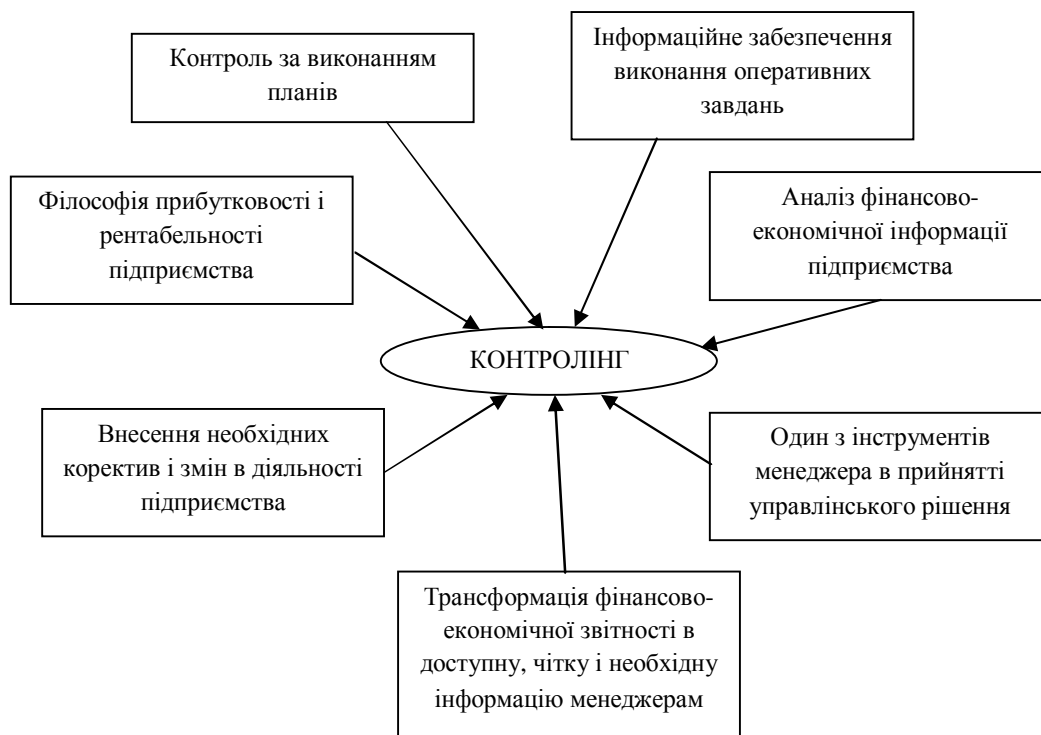 Контроль за виконанням
планів
Інформаційне забезпечення
виконання оперативних
завдань
Філософія прибутковості і
рентабельності
підприємства
Аналіз фінансово-
економічної інформації
підприємства
КОНТРОЛІНГ
Внесення необхідних
коректив і змін в діяльності
підприємства
Один з інструментів
менеджера в прийнятті
управлінського рішення
Трансформація фінансово-
економічної звітності в
доступну, чітку і необхідну
інформацію менеджерам